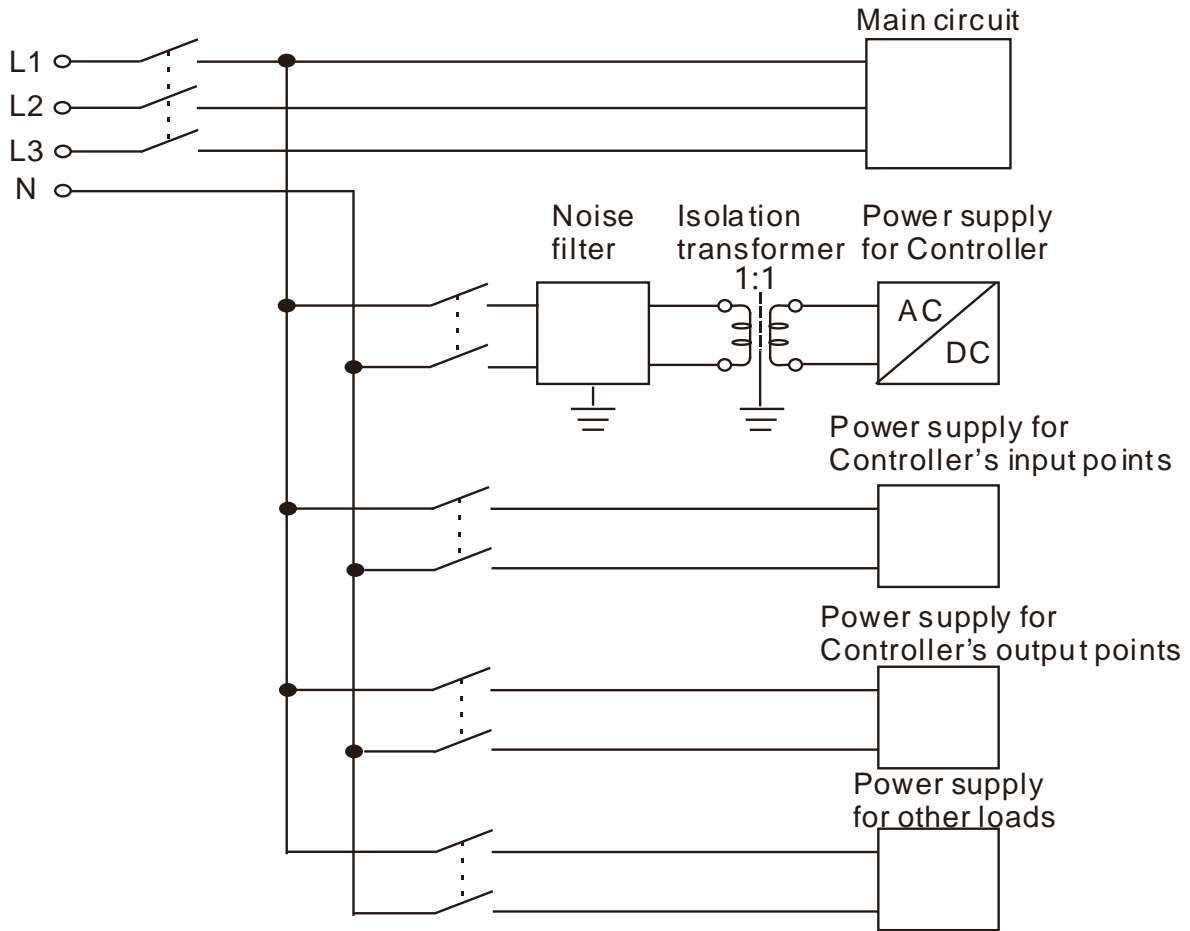 Main circuit
L1
L2
L3
N
Noise
filter
Isolation
transformer
1:1
Power supply
for Controller
AC
DC
Power supply for
Controller’s input points
Power supply for
Controller’s output points
Power supply
for other loads